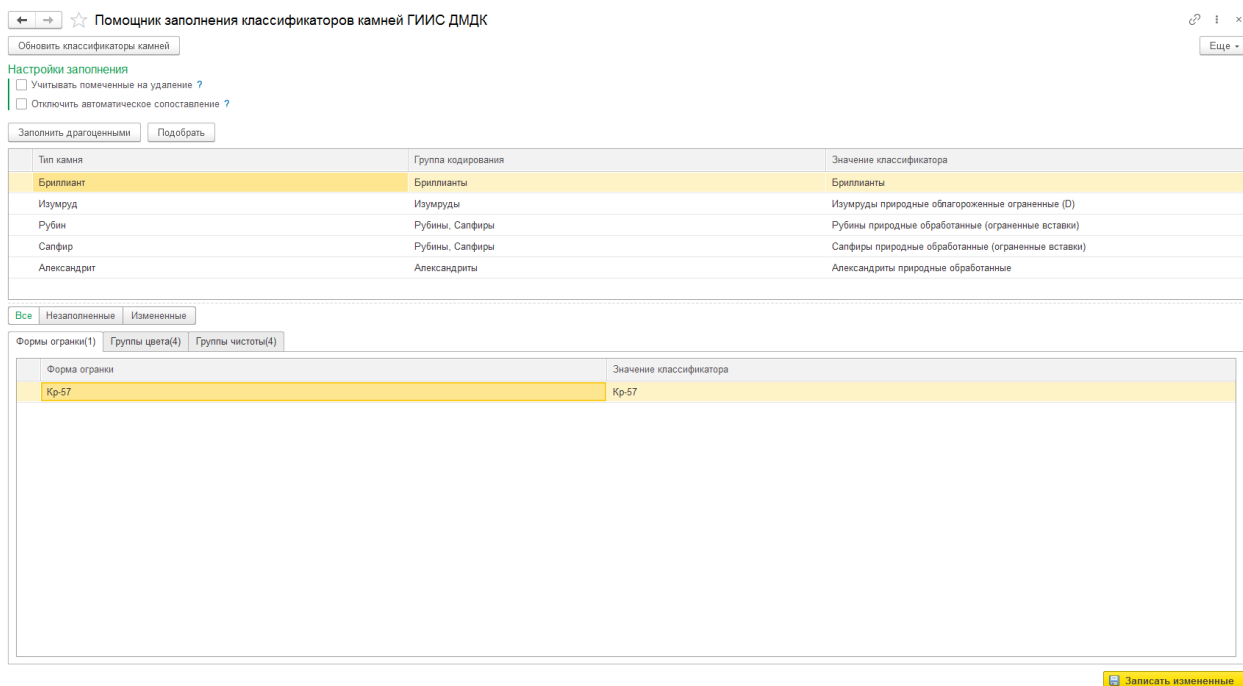 Помощник заполнения классификаторов камней ГИИС ДМДК
Обновить классификаторы камней
Еще
Настройки заполнения
Учитывать помеченные на удаление ?
Отключить автоматическое сопоставление ?
Заполнить драгоценными Подобрать
Тип камня Группа кодирования Значение классификатора
Бриллиант Бриллианты Бриллианты
Изумруд Изумруды Изумруды природные облагороженные ограненные (D)
Рубин Рубины, Сапфиры Рубины природные обработанные (ограненные вставки)
Сапфир Рубины, Сапфиры Сапфиры природные обработанные (ограненные вставки)
Александрит Александриты Александриты природные обработанные
Все Незаполненные Измененные
Формы огранки(1) Группы цвета(4) Группы чистоты(4)
Форма огранки Значение классификатора
Кр-57 Кр-57
Записать измененные